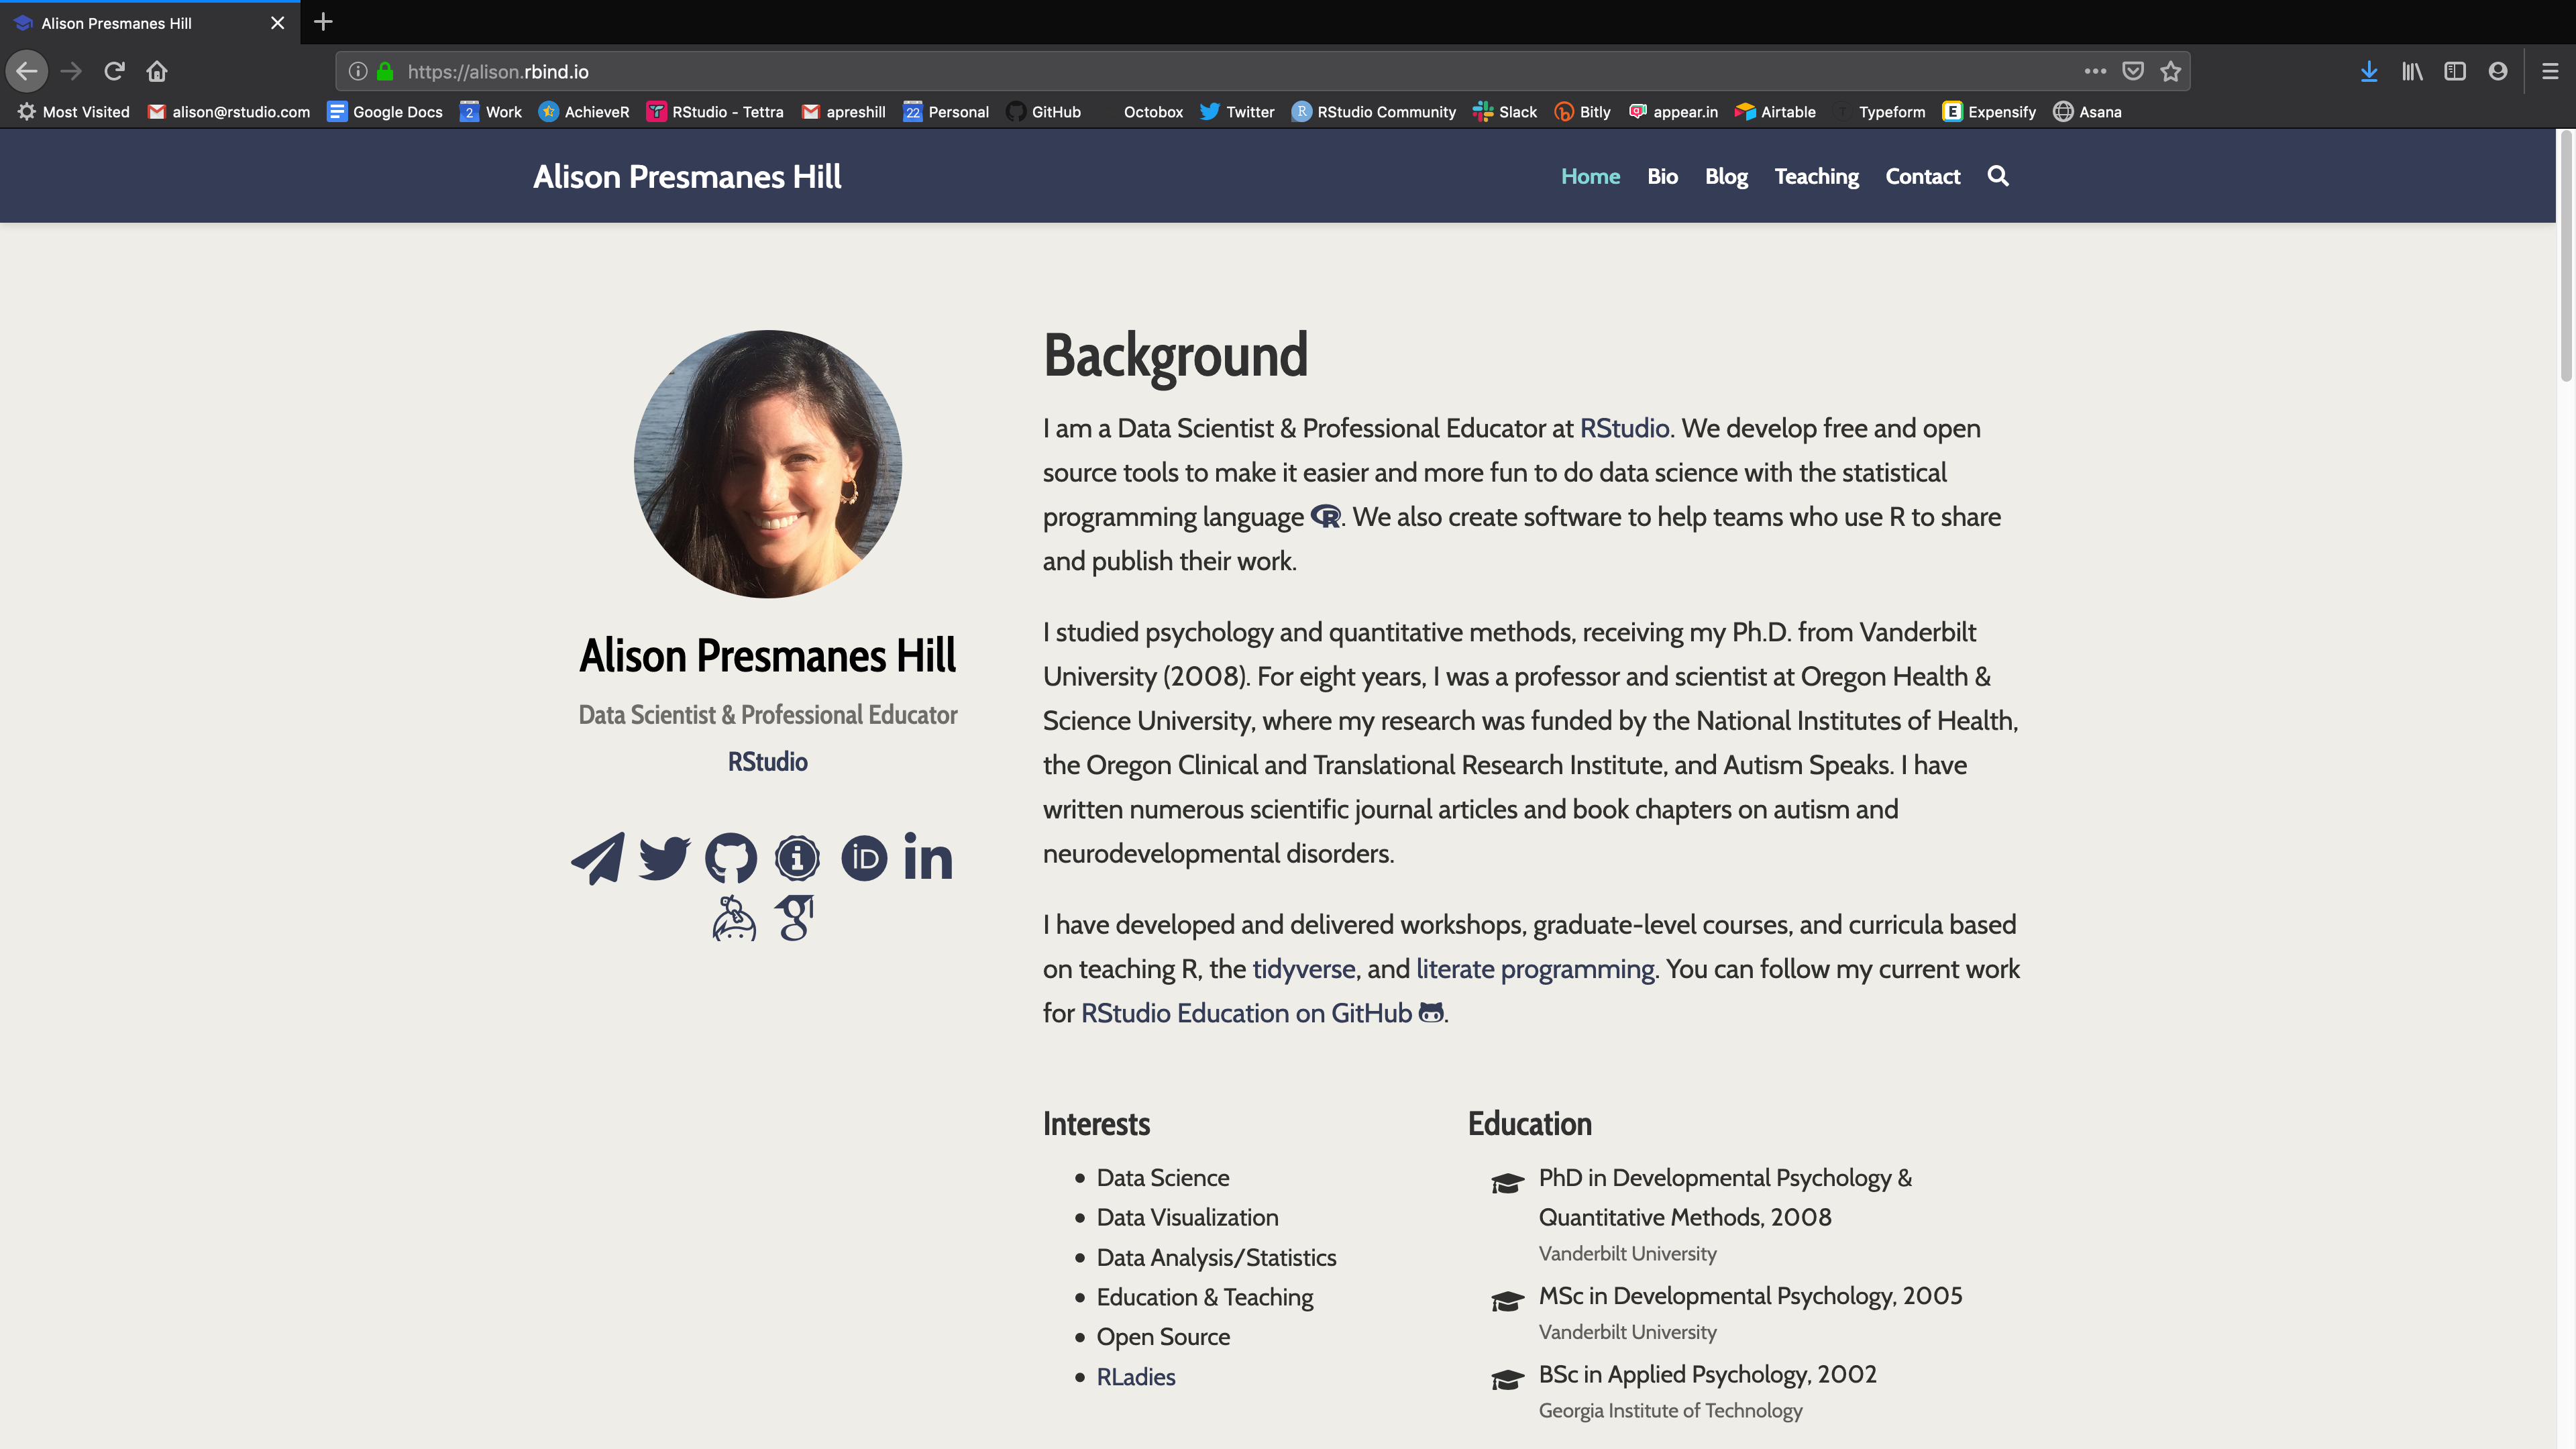 Alison Presmanes Hill
https://alison.rbind.io
Most Visited alison@rstudio.com Google Docs 2 Work AchieveR RStudio - Tettra apreshill 22 Personal GitHub Octobox Twitter R RStudio Community Slack Bitly appear.in Airtable T Typeform E Expensify Asana
Alison Presmanes Hill
Home Bio Blog Teaching Contact
Alison Presmanes Hill
Data Scientist & Professional Educator
RStudio
iD in
Background
I am a Data Scientist & Professional Educator at RStudio. We develop free and open
source tools to make it easier and more fun to do data science with the statistical
programming language R. We also create software to help teams who use R to share
and publish their work.
I studied psychology and quantitative methods, receiving my Ph.D. from Vanderbilt
University (2008). For eight years, I was a professor and scientist at Oregon Health &
Science University, where my research was funded by the National Institutes of Health,
the Oregon Clinical and Translational Research Institute, and Autism Speaks. I have
written numerous scientific journal articles and book chapters on autism and
neurodevelopmental disorders.
I have developed and delivered workshops, graduate-level courses, and curricula based
on teaching R, the tidyverse, and literate programming. You can follow my current work
for RStudio Education on GitHub .
Interests
Data Science
Data Visualization
Data Analysis/Statistics
Education & Teaching
Open Source
RLadies
Education
PhD in Developmental Psychology &
Quantitative Methods, 2008
Vanderbilt University
MSc in Developmental Psychology, 2005
Vanderbilt University
BSc in Applied Psychology, 2002
Georgia Institute of Technology